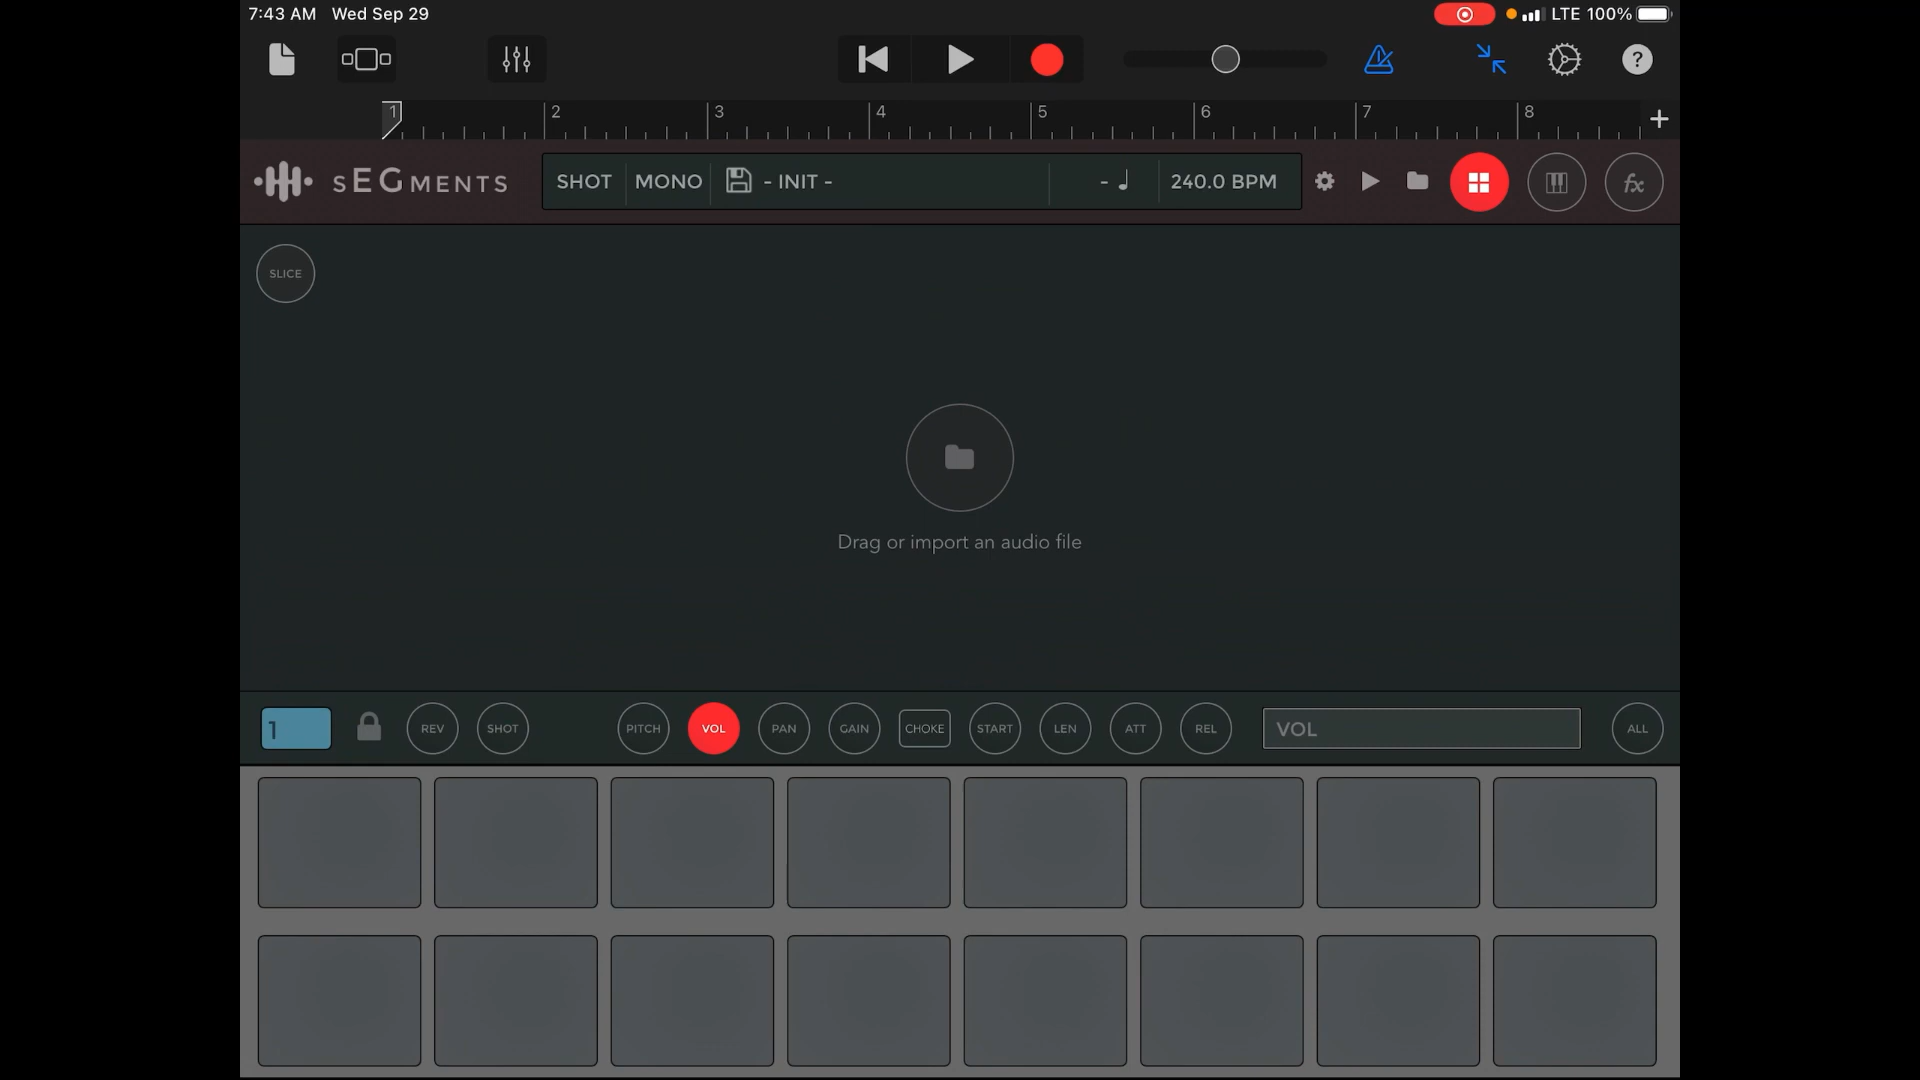 7:43 AM Wed Sep 29
LTE 100%
?
1 2 3 4 5 6 7 8 +
sEGMENTS
SHOT MONO - INIT - - ♩ 240.0 BPM
fx
SLICE
Drag or import an audio file
1 REV SHOT PITCH VOL PAN GAIN CHOKE START LEN ATT REL VOL ALL